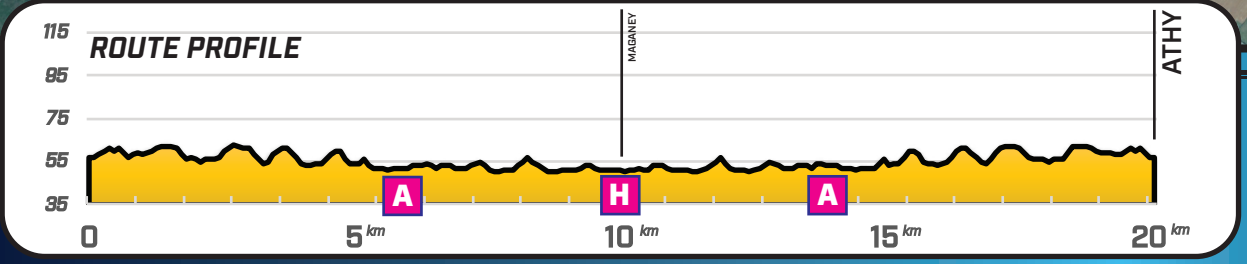 115
ROUTE PROFILE
MAGANEY
ATHY
95
75
55
35
A
H
A
0
5 km
10 km
15 km
20 km